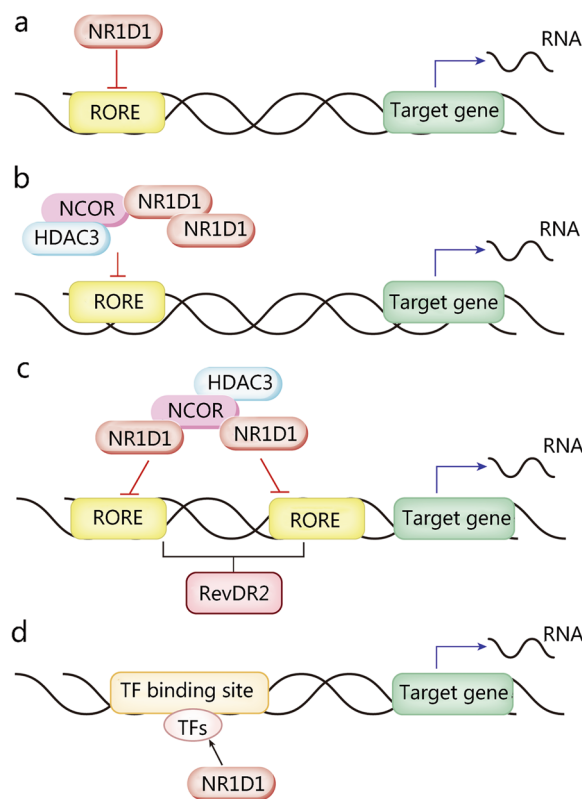 a
NR1D1
RNA
RORE
Target gene
b
NCOR
NR1D1
HDAC3
NR1D1
RNA
RORE
Target gene
c
HDAC3
NCOR
NR1D1
NR1D1
RNA
RORE
RORE
Target gene
RevDR2
d
RNA
TF binding site
Target gene
TFs
NR1D1